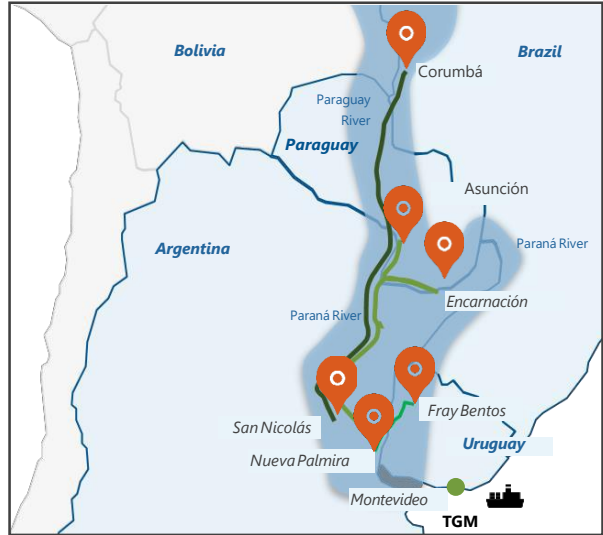 Bolivia
Brazil
Corumbá
Paraguay
River
Paraguay
Asunción
Argentina
Paraná River
Encarnación
Paraná River
San Nicolás
Fray Bentos
Nueva Palmira
Uruguay
Montevideo
TGM